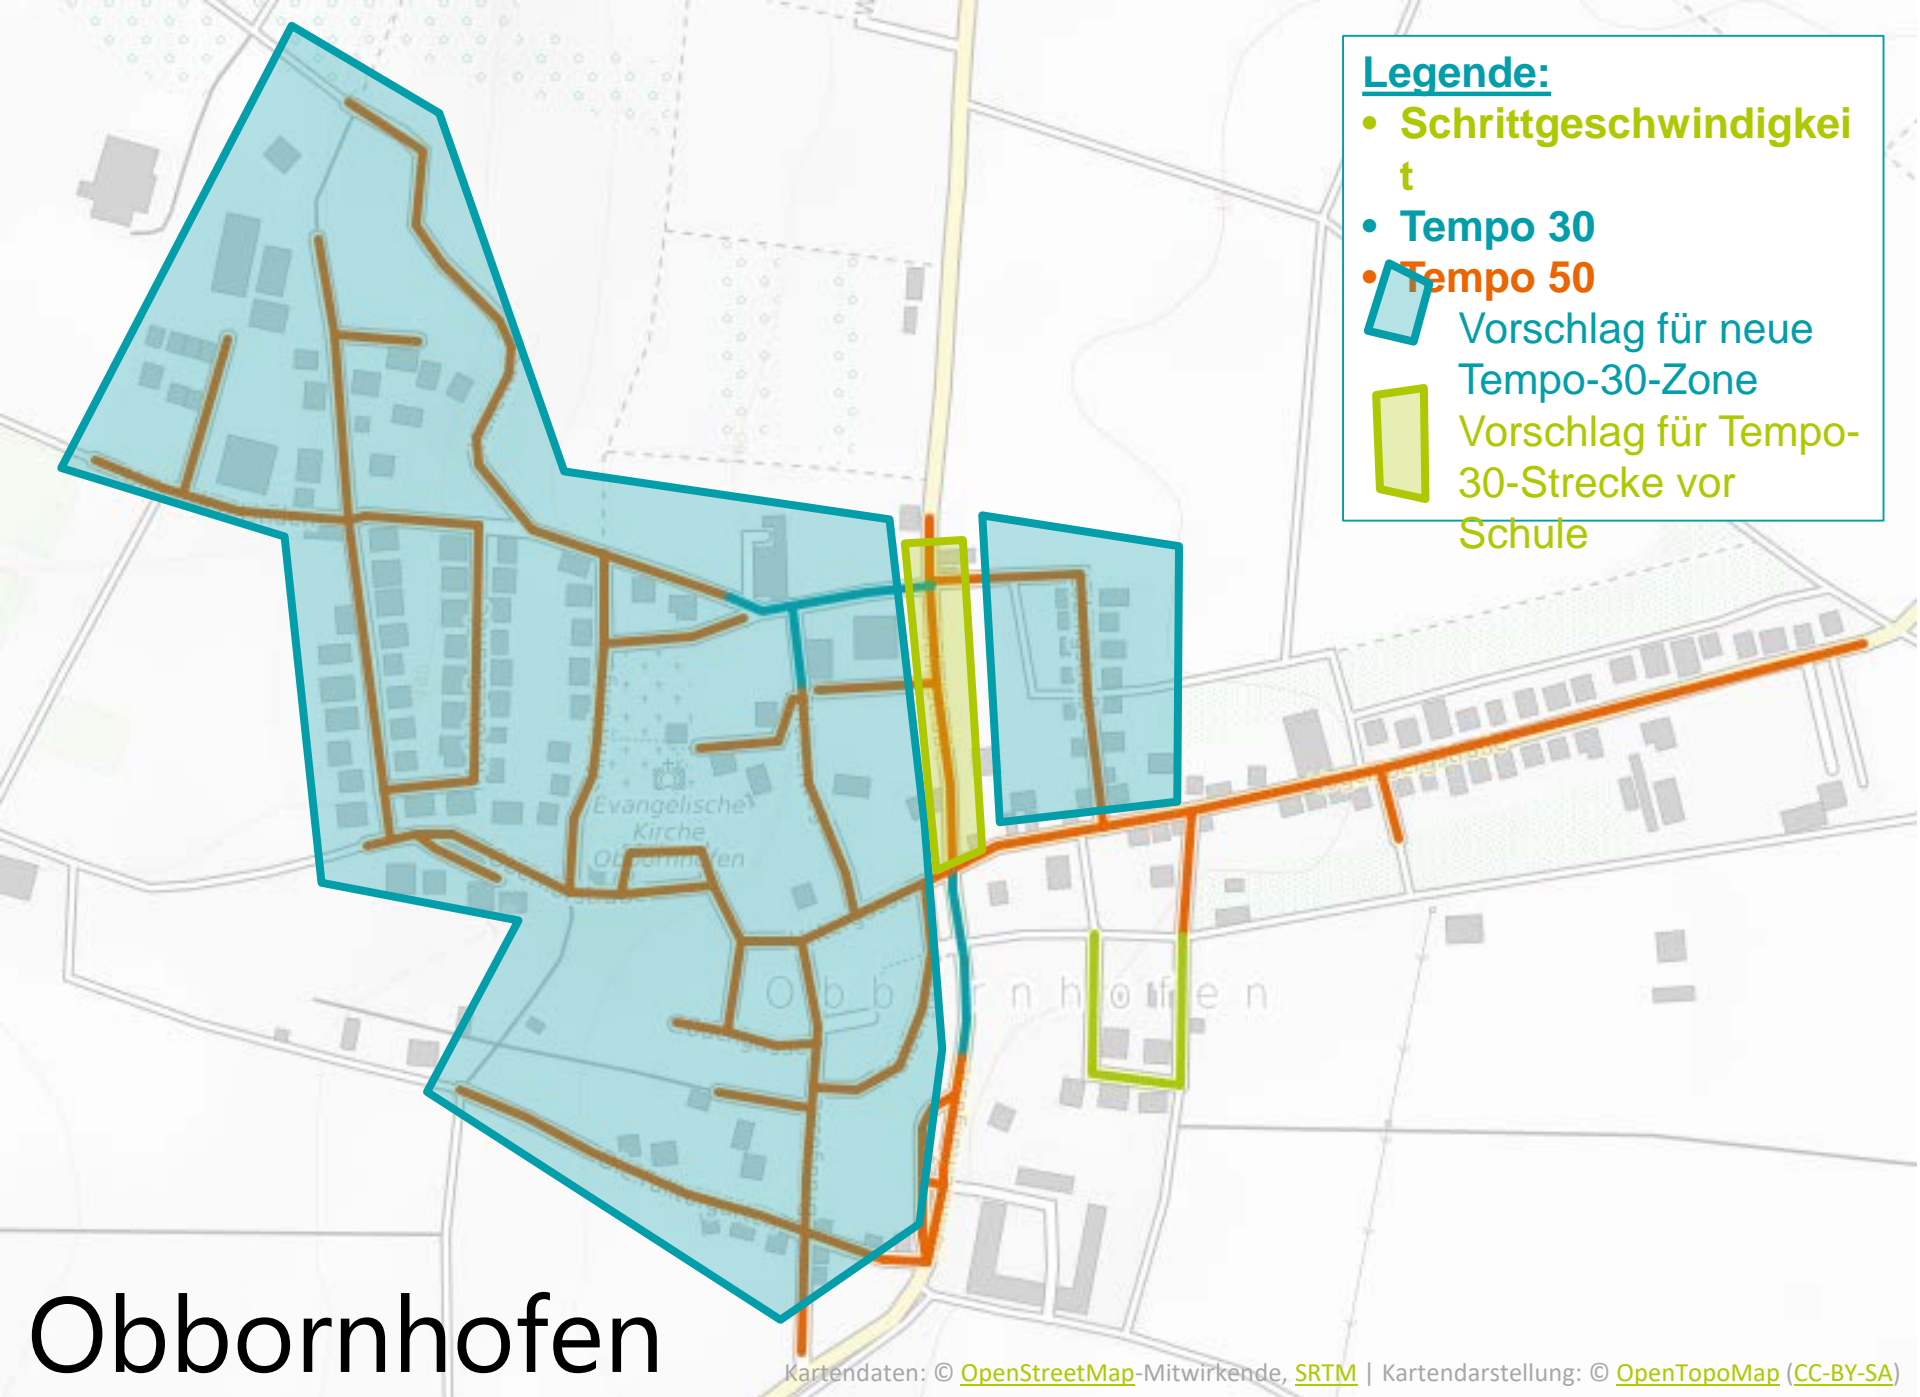 Legende:
• Schrittgeschwindigkei
t
• Tempo 30
• Tempo 50
Vorschlag für neue
Tempo-30-Zone
Vorschlag für Tempo-
30-Strecke vor
Schule
Evangelische
Kirche
Obbornhofen
Obbornhofen
Obbornhofen
Kartendaten: © OpenStreetMap-Mitwirkende, SRTM | Kartendarstellung: © OpenTopoMap (CC-BY-SA)